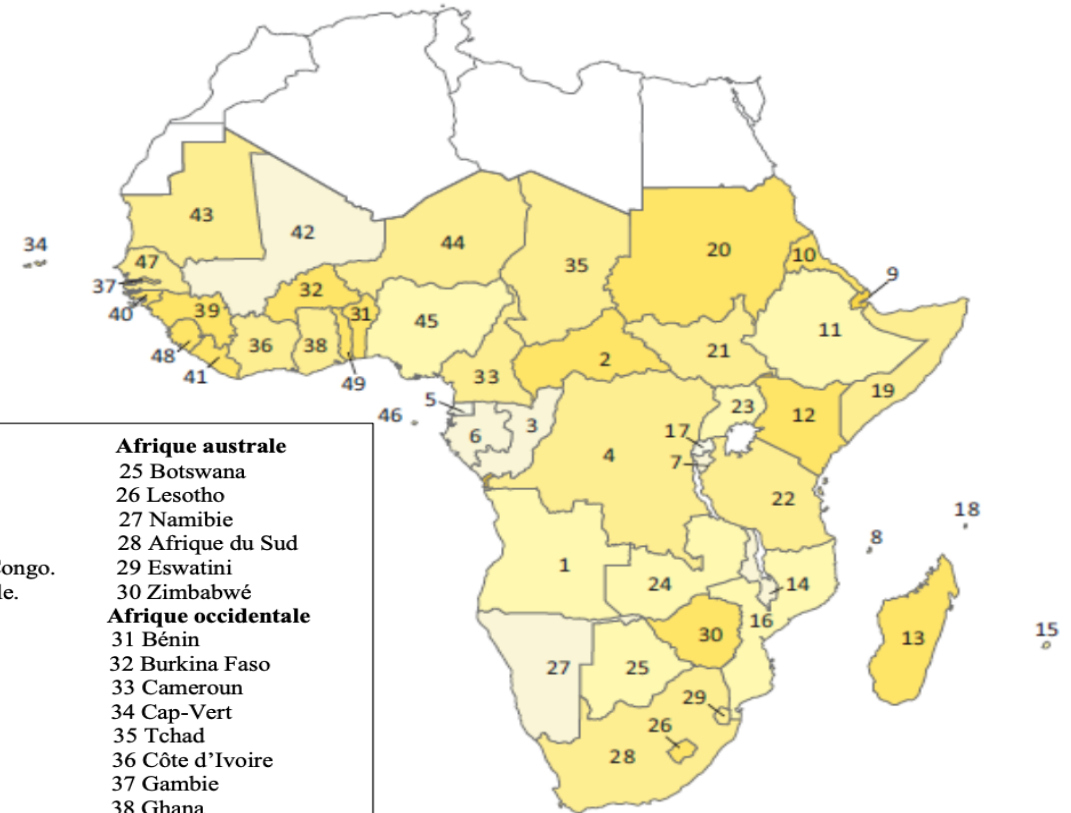 43
42
44
35
20
10
9
34
47
37
40
39
32
31
45
11
48
41
36
38
49
33
2
21
19
46
5
6
3
4
23
12
17
7
22
18
8
1
24
14
16
13
15
30
27
25
29
26
28
ongo.
le.
Afrique australe
25 Botswana
26 Lesotho
27 Namibie
28 Afrique du Sud
29 Eswatini
30 Zimbabwé
Afrique occidentale
31 Bénin
32 Burkina Faso
33 Cameroun
34 Cap-Vert
35 Tchad
36 Côte d’Ivoire
37 Gambie
38 Ghana